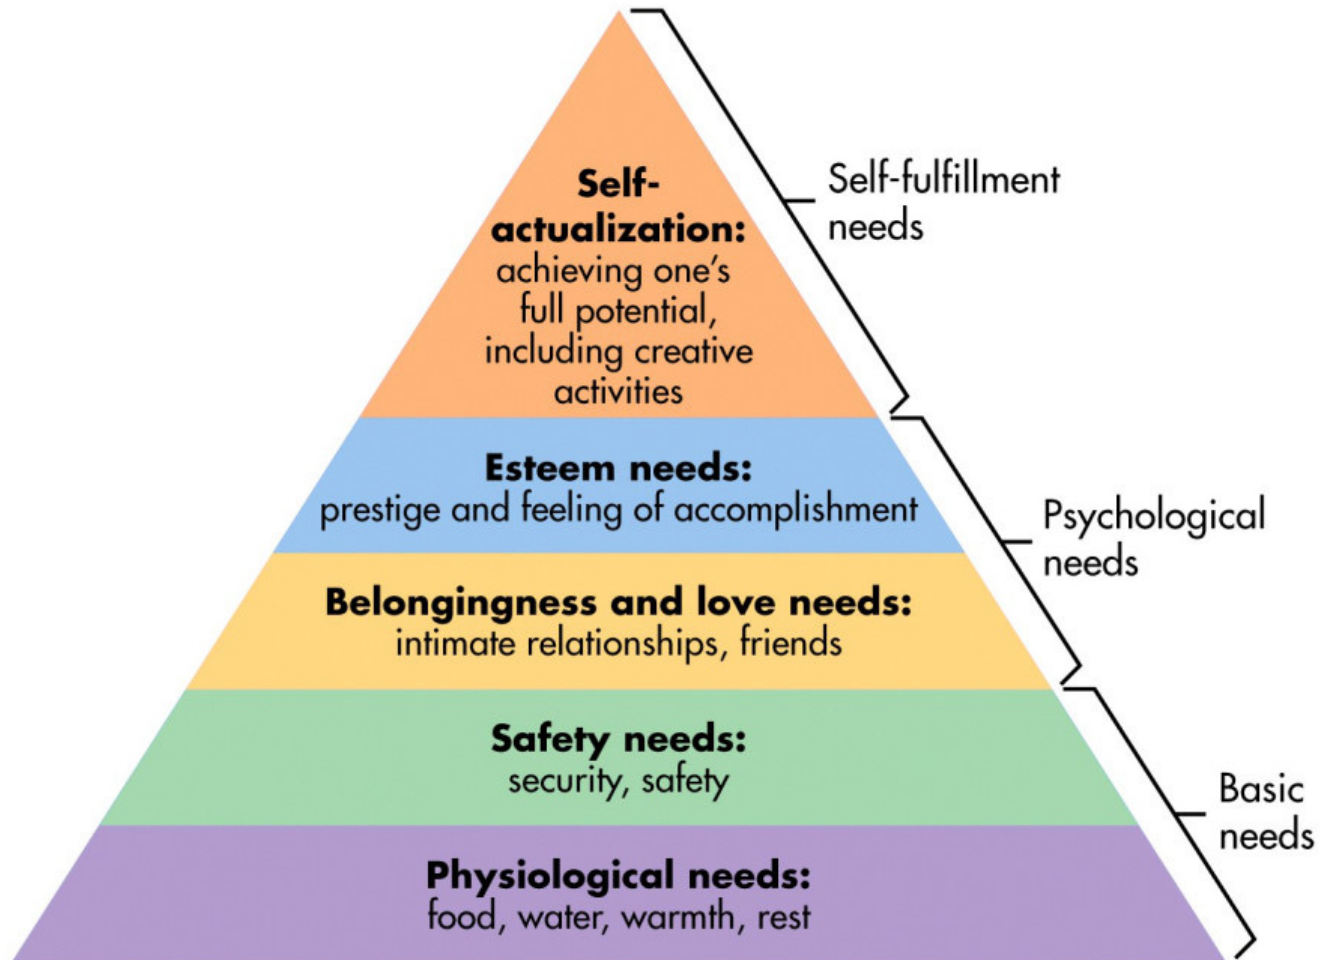 Self-
actualization:
achieving one's
full potential,
including creative
activities
Self-fulfillment
needs
Esteem needs:
prestige and feeling of accomplishment
Psychological
needs
Belongingness and love needs:
intimate relationships, friends
Safety needs:
security, safety
Basic
needs
Physiological needs:
food, water, warmth, rest